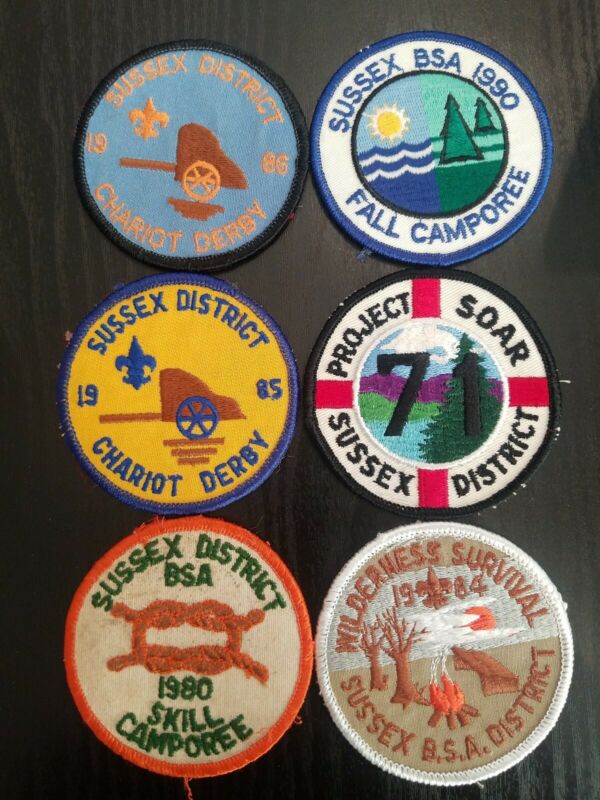 SUSSEX DISTRICT
19 86
CHARIOT DERBY
SUSSEX BSA 1990
FALL CAMPOREE
SUSSEX DISTRICT
19 85
CHARIOT DERBY
PROJECT SOAR
71
SUSSEX DISTRICT
SUSSEX DISTRICT
BSA
1980
SKILL
CAMPOREE
WILDERNESS SURVIVAL
19 84
SUSSEX B.S.A. DISTRICT